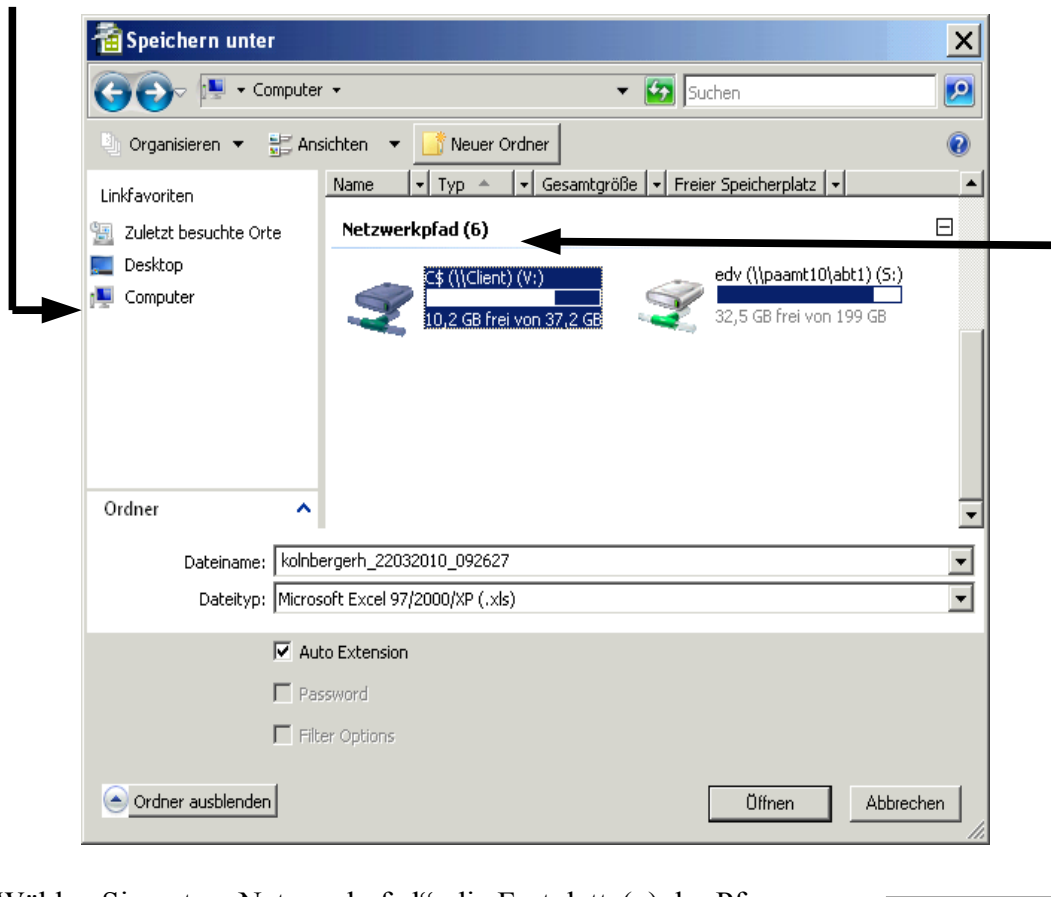 Speichern unter
Computer
Suchen
Organisieren
Ansichten
Neuer Ordner
Linkfavoriten
Zuletzt besuchte Orte
Desktop
Computer
Ordner
Name Typ Gesamtgröße Freier Speicherplatz
Netzwerkpfad (6)
C$ (\\Client) (V:)
10,2 GB frei von 37,2 GB
edv (\\paamt10\abt1) (S:)
32,5 GB frei von 199 GB
Dateiname: kolnbergerh_22032010_092627
Dateityp: Microsoft Excel 97/2000/XP (.xls)
Auto Extension
Password
Filter Options
Ordner ausblenden
Öffnen
Abbrechen